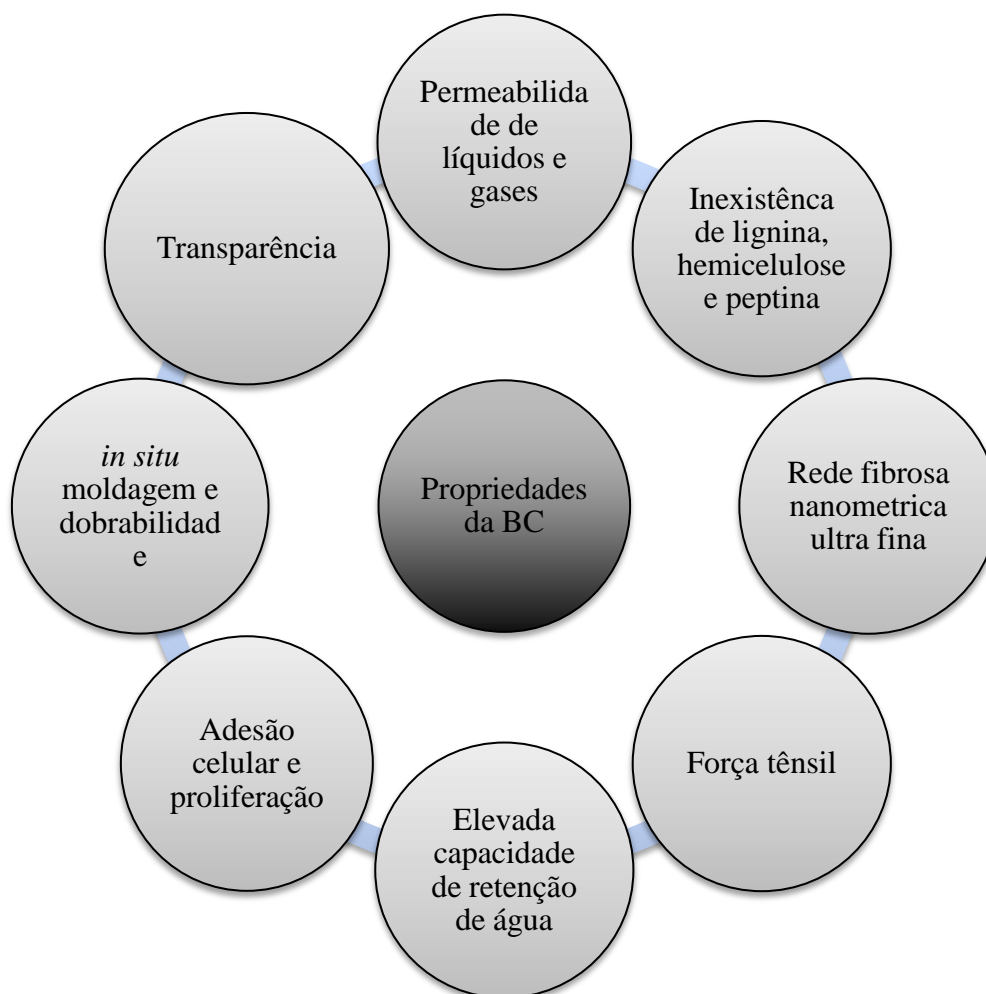 Permeabilida
de de
líquidos e
gases
Inexistênca
de lignina,
hemicelulose
e peptina
Rede fibrosa
nanometrica
ultra fina
Força tênsil
Elevada
capacidade
de retenção
de água
Adesão
celular e
proliferação
in situ
moldagem e
dobrabilidad
e
Transparência
Propriedades
da BC